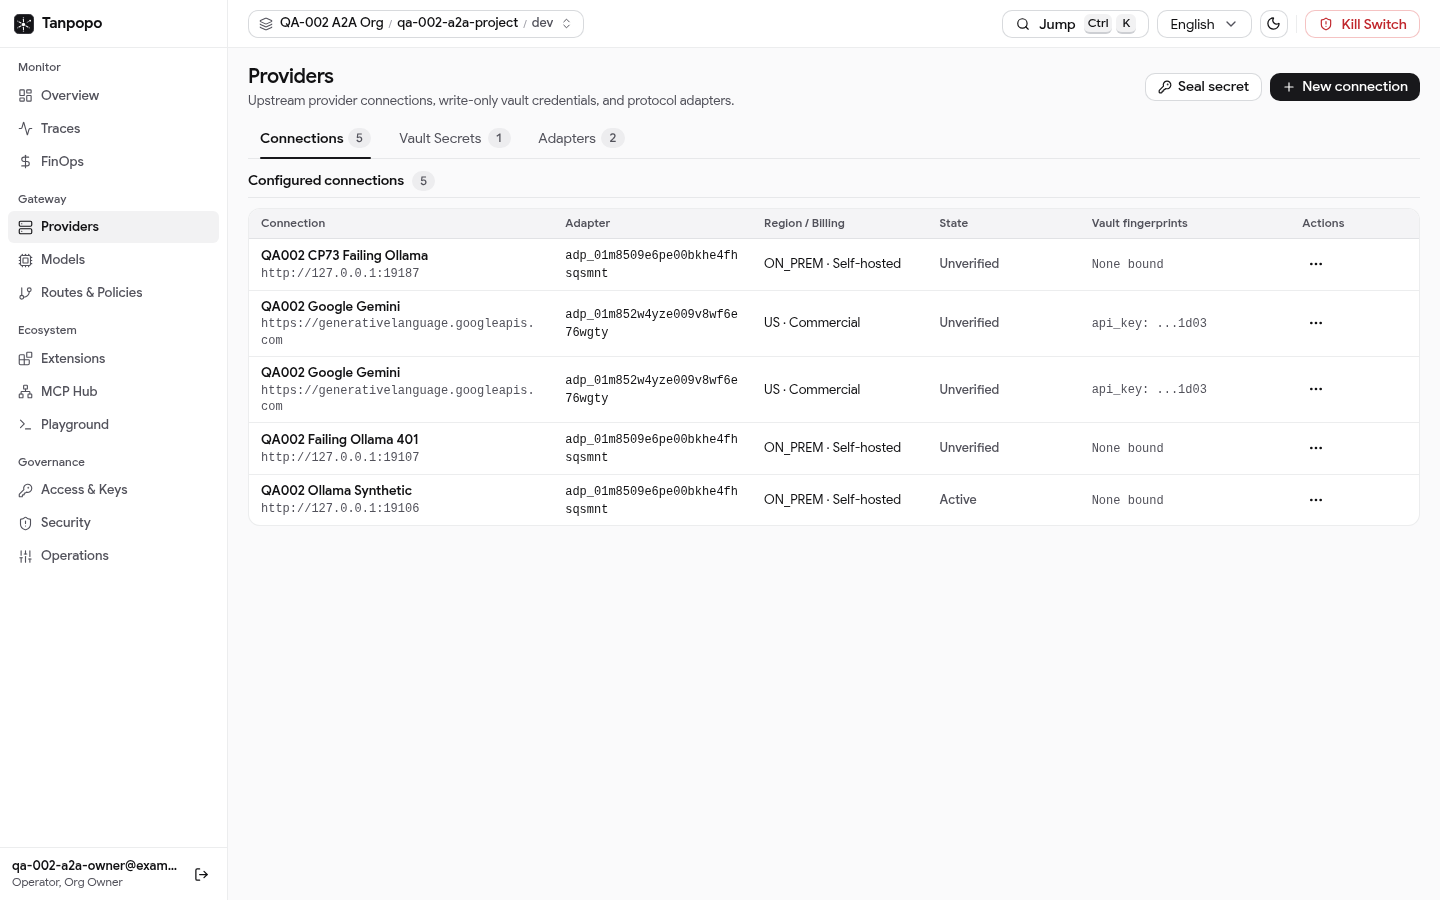 Tanpopo
QA-002 A2A Org / qa-002-a2a-project / dev
Jump Ctrl K
English
Kill Switch
Monitor
Overview
Traces
FinOps
Gateway
Providers
Models
Routes & Policies
Ecosystem
Extensions
MCP Hub
Playground
Governance
Access & Keys
Security
Operations
qa-002-a2a-owner@exam...
Operator, Org Owner
Providers
Upstream provider connections, write-only vault credentials, and protocol adapters.
Seal secret
New connection
Connections 5
Vault Secrets 1
Adapters 2
Configured connections 5
Connection Adapter Region / Billing State Vault fingerprints Actions
QA002 CP73 Failing Ollama
http://127.0.0.1:19187
adp_01m8509e6pe00bkhe4fh
sqsmnt
ON_PREM · Self-hosted
Unverified
None bound
QA002 Google Gemini
https://generativelanguage.googleapis.
com
adp_01m852w4yze009v8wf6e
76wgty
US · Commercial
Unverified
api_key: ...1d03
QA002 Google Gemini
https://generativelanguage.googleapis.
com
adp_01m852w4yze009v8wf6e
76wgty
US · Commercial
Unverified
api_key: ...1d03
QA002 Failing Ollama 401
http://127.0.0.1:19107
adp_01m8509e6pe00bkhe4fh
sqsmnt
ON_PREM · Self-hosted
Unverified
None bound
QA002 Ollama Synthetic
http://127.0.0.1:19106
adp_01m8509e6pe00bkhe4fh
sqsmnt
ON_PREM · Self-hosted
Active
None bound